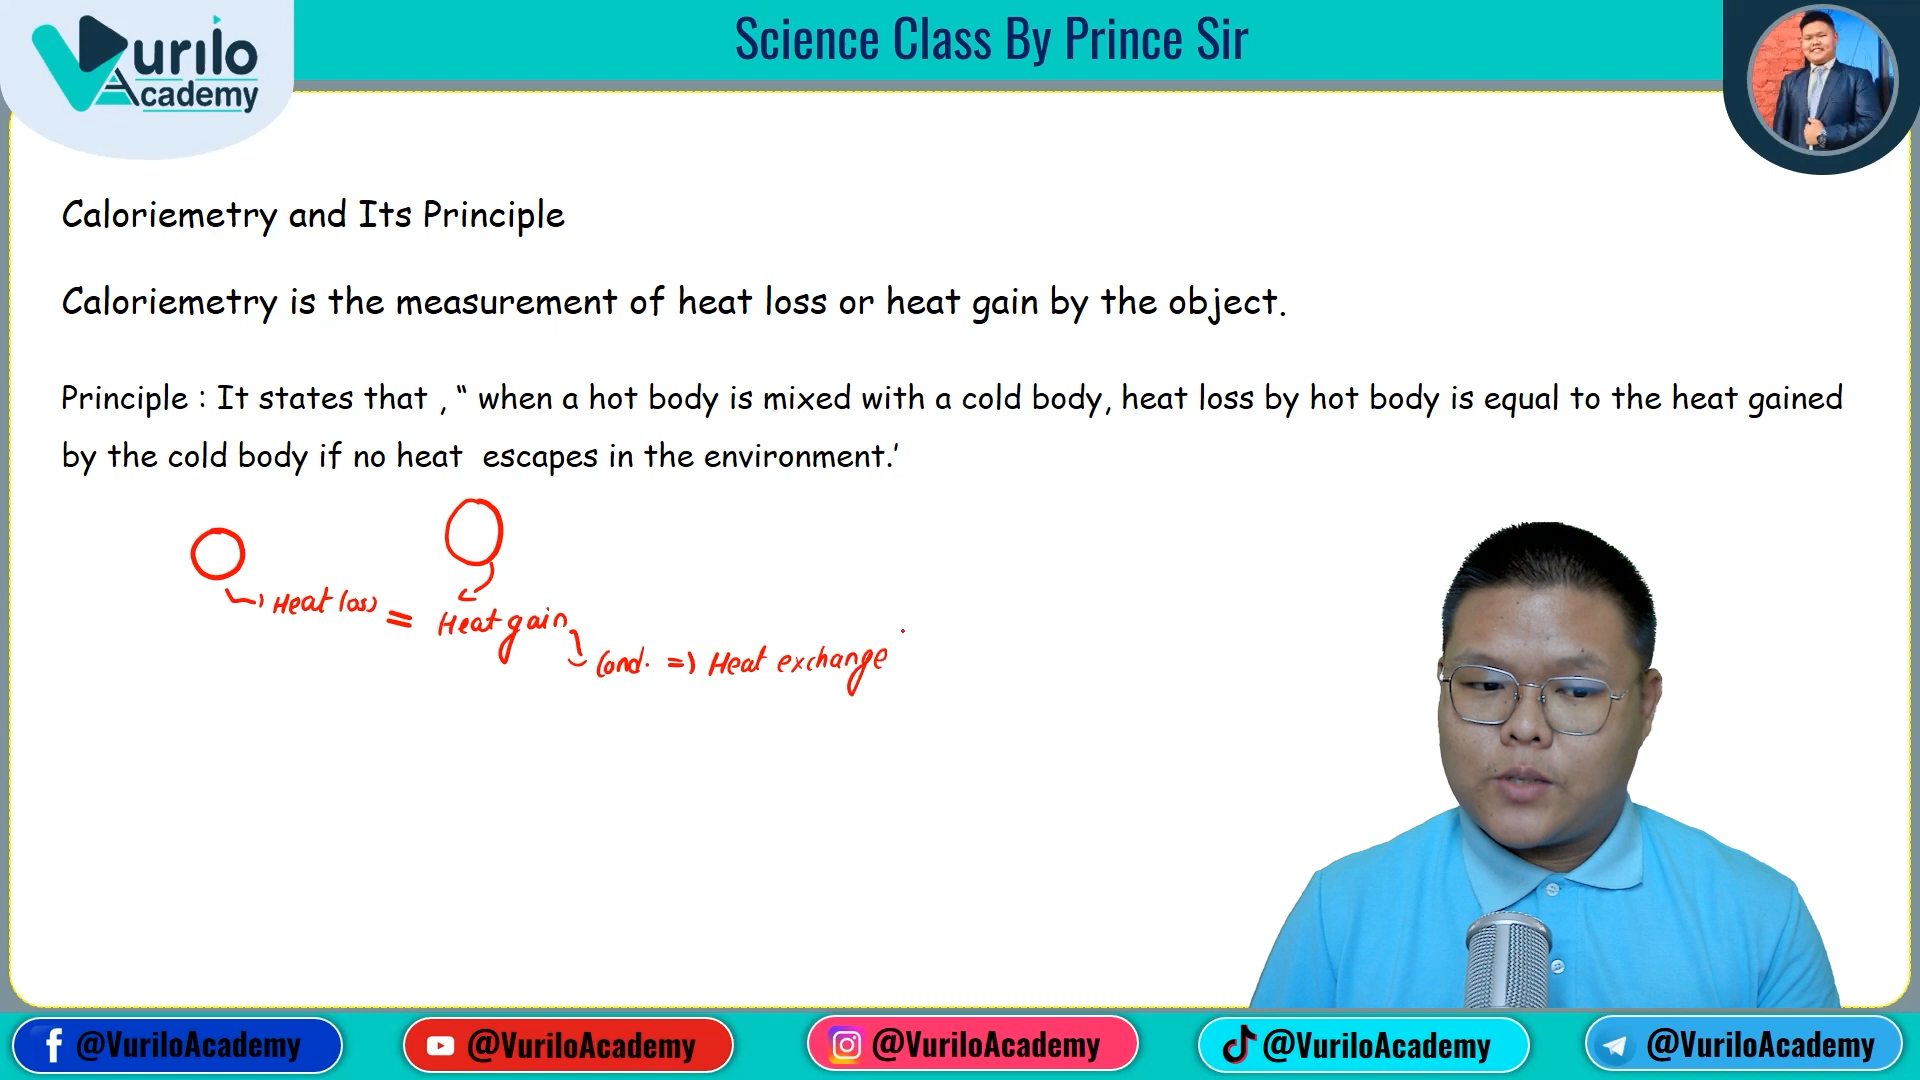 Vurilo
Academy
Science Class By Prince Sir
Caloriemetry and Its Principle
Caloriemetry is the measurement of heat loss or heat gain by the object.
Principle : It states that , “ when a hot body is mixed with a cold body, heat loss by hot body is equal to the heat gained
by the cold body if no heat escapes in the environment.’
Heat loss = Heat gain
Cond. => Heat exchange
@VuriloAcademy
@VuriloAcademy
@VuriloAcademy
@VuriloAcademy
@VuriloAcademy